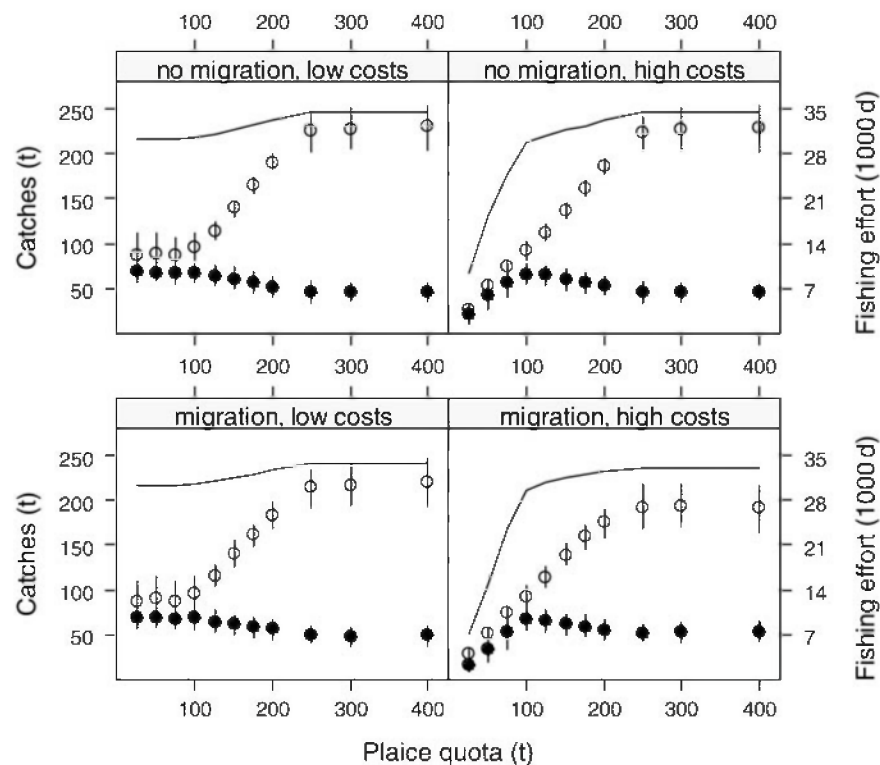 100 200 300 400 100 200 300 400
no migration, low costs no migration, high costs
250 35
200 28
150 21
100 14
50 7
Catches (t)
Fishing effort (1000 d)
100 200 300 400 100 200 300 400
migration, low costs migration, high costs
250 35
200 28
150 21
100 14
50 7
Catches (t)
Fishing effort (1000 d)
100 200 300 400 100 200 300 400
Plaice quota (t)